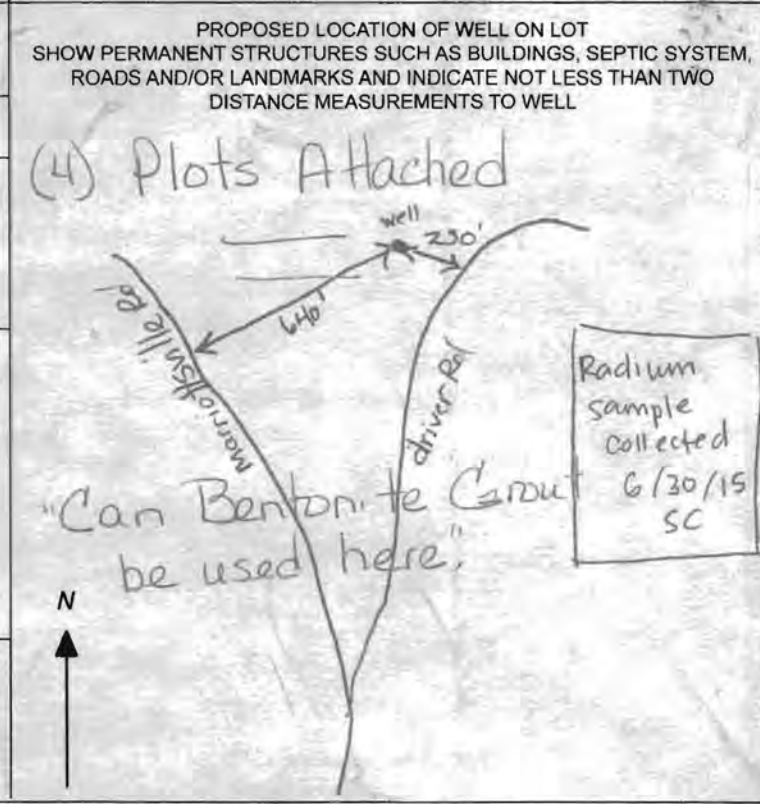 PROPOSED LOCATION OF WELL ON LOT
SHOW PERMANENT STRUCTURES SUCH AS BUILDINGS, SEPTIC SYSTEM,
ROADS AND/OR LANDMARKS AND INDICATE NOT LESS THAN TWO
DISTANCE MEASUREMENTS TO WELL
(4) Plots Attached
well
230'
640'
Marriottsville Rd
driver Rd
Radium
sample
collected
6/30/15
SC
"Can Bentonite Grout
be used here"
N